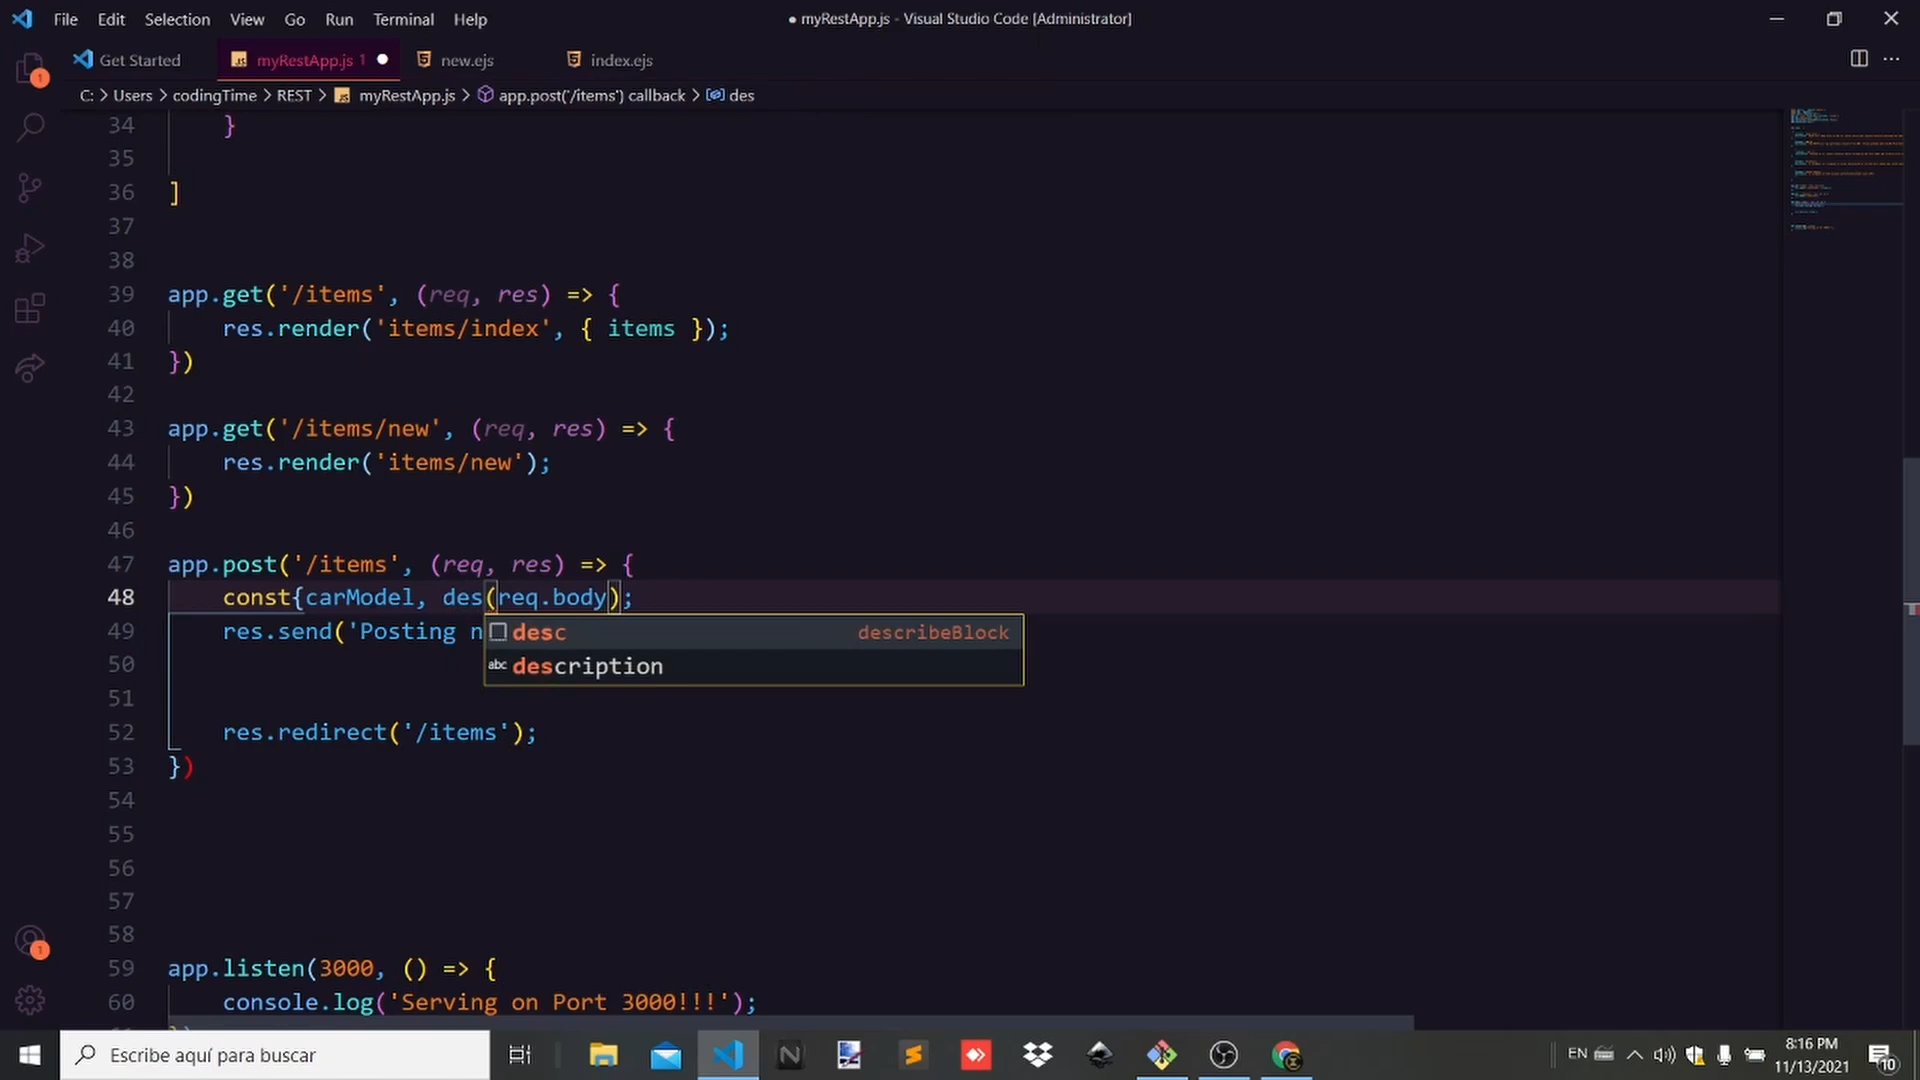 File Edit Selection View Go Run Terminal Help
● myRestApp.js - Visual Studio Code [Administrator]
Get Started
myRestApp.js 1
new.ejs
index.ejs
C: > Users > codingTime > REST > myRestApp.js > app.post('/items') callback > des
34 }
35
36 ]
37
38
39 app.get('/items', (req, res) => {
40 res.render('items/index', { items });
41 })
42
43 app.get('/items/new', (req, res) => {
44 res.render('items/new');
45 })
46
47 app.post('/items', (req, res) => {
48 const{carModel, des(req.body);
49 res.send('Posting n
desc describeBlock
abc description
50
51
52 res.redirect('/items');
53 })
54
55
56
57
58
59 app.listen(3000, () => {
60 console.log('Serving on Port 3000!!!');
1
1
Escribe aquí para buscar
EN
8:16 PM
11/13/2021
10